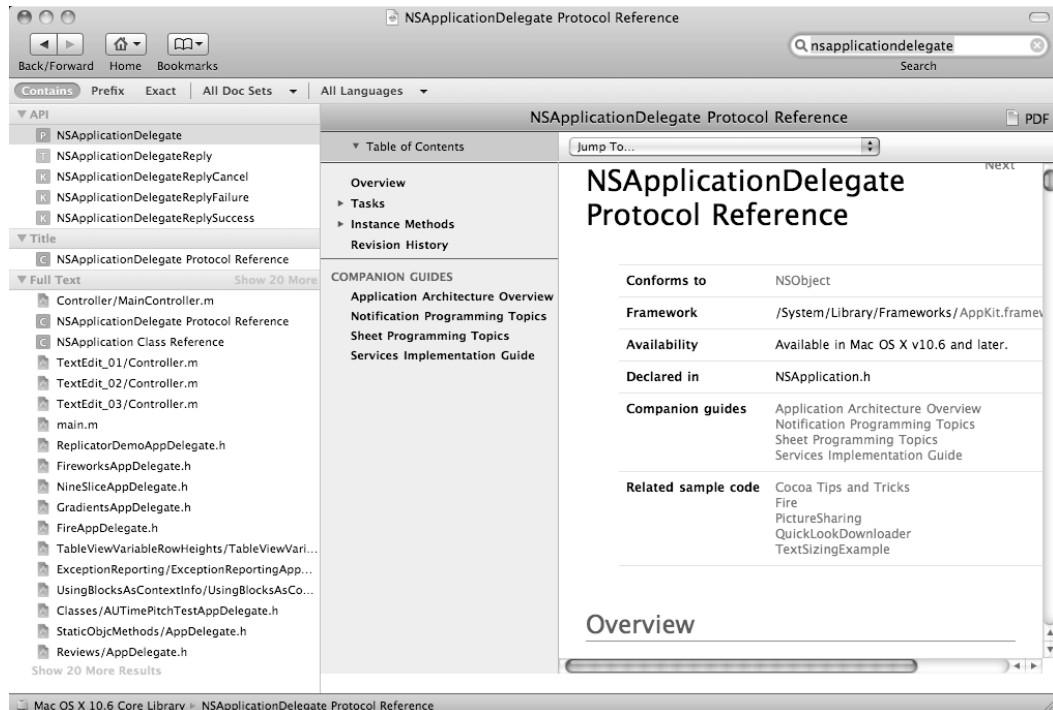 NSApplicationDelegate Protocol Reference
nsapplicationdelegate
Back/Forward Home Bookmarks
Search
Contains Prefix Exact All Doc Sets All Languages
API
P NSApplicationDelegate
T NSApplicationDelegateReply
K NSApplicationDelegateReplyCancel
K NSApplicationDelegateReplyFailure
K NSApplicationDelegateReplySuccess
Title
C NSApplicationDelegate Protocol Reference
Full Text Show 20 More
Controller/MainController.m
C NSApplicationDelegate Protocol Reference
C NSApplication Class Reference
TextEdit_01/Controller.m
TextEdit_02/Controller.m
TextEdit_03/Controller.m
main.m
ReplicatorDemoAppDelegate.h
FireworksAppDelegate.h
NineSliceAppDelegate.h
GradientsAppDelegate.h
FireAppDelegate.h
TableViewVariableRowHeights/TableViewVari...
ExceptionReporting/ExceptionReportingApp...
UsingBlocksAsContextInfo/UsingBlocksAsCo...
Classes/AUTimePitchTestAppDelegate.h
StaticObjcMethods/AppDelegate.h
Reviews/AppDelegate.h
Show 20 More Results
NSApplicationDelegate Protocol Reference PDF
Table of Contents
Jump To...
Overview
Tasks
Instance Methods
Revision History
COMPANION GUIDES
Application Architecture Overview
Notification Programming Topics
Sheet Programming Topics
Services Implementation Guide
Next
NSApplicationDelegate
Protocol Reference
Conforms to NSObject
Framework /System/Library/Frameworks/AppKit.framew
Availability Available in Mac OS X v10.6 and later.
Declared in NSApplication.h
Companion guides Application Architecture Overview
Notification Programming Topics
Sheet Programming Topics
Services Implementation Guide
Related sample code Cocoa Tips and Tricks
Fire
PictureSharing
QuickLookDownloader
TextSizingExample
Overview
Mac OS X 10.6 Core Library NSApplicationDelegate Protocol Reference